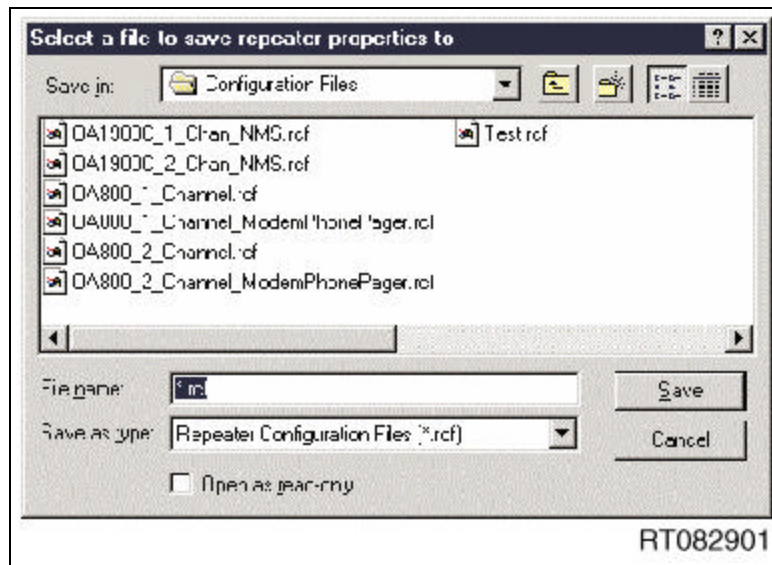 Select a file to save repeater properties to
Save in:
Configuration Files
OA1900C_1_Chan_NMS.rcf
OA1900C_2_Chan_NMS.rcf
OA800_1_Channel.rcf
OA800_1_Channel_ModemPhonePager.rcf
OA800_2_Channel.rcf
OA800_2_Channel_ModemPhonePager.rcf
Test.rcf
File name:
*.rcf
Save
Save as type:
Repeater Configuration Files (*.rcf)
Cancel
Open as read-only
RT082901